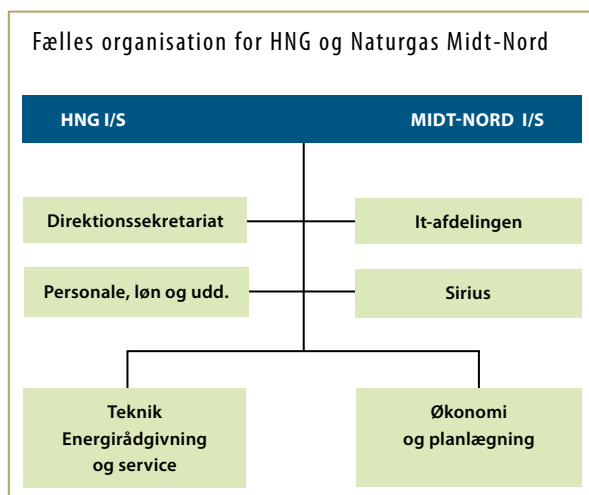 Fælles organisation for HNG og Naturgas Midt-Nord
HNG I/S
MIDT-NORD I/S
Direktionssekretariat
It-afdelingen
Personale, løn og udd.
Sirius
Teknik
Energirådgivning
og service
Økonomi
og planlægning